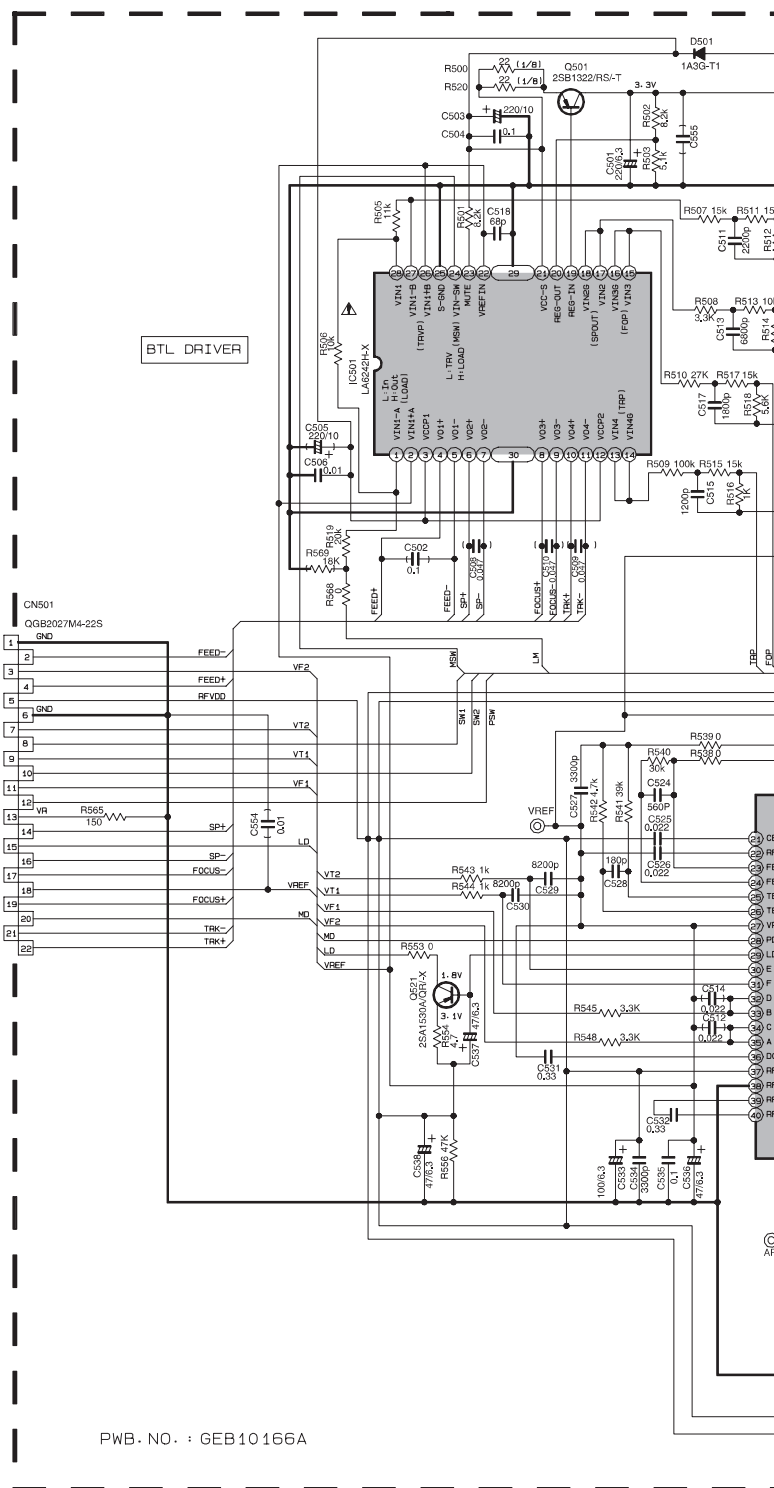 D501
1A3G-T1
R500 22 (1/8)
R520 22 (1/8)
Q501
2SB1322/RS/-T
3.3V
C503 + 220/10
C504 0.1
C501
220/6.3
R502
8.2k
R503
5.1k
C555
R505
11k
R501
8.2k
C518
68p
R507 15k R511 15
C511
2200p
R512
28 27 26 25 24 23 22 29 21 20 19 18 17 16 15
VIN1
VIN1-B
VIN1+B
S-GND
VIN-SW
MUTE
VREFIN
VCC-S
REG-OUT
REG-IN
VIN2G
VIN2
VIN3G
VIN3
(TRVP)
(MSW)
(SPOUT)
(FOP)
L:TRV
H:LOAD
BTL DRIVER
R506
10k
IC501
LA6242H-X
L:In
H:Out
(LOAD)
VIN1-A
VIN1+A
VCCP1
VO1+
VO1-
VO2+
VO2-
VO3+
VO3-
VO4+
VO4-
VCCP2
VIN4
VIN4G
(TRP)
1 2 3 4 5 6 7 30 8 9 10 11 12 13 14
R508
3.3K
R513 10
C513
6800p
R514
R510 27K R517 15k
C517
1800p
R518
5.6K
C505
220/10
+
C506
0.01
R509 100k R515 15k
1200p
C515
R516
1K
R519
20k
R569
18K
R568
0
C502
0.1
C508
0.047
C510
0.047
C509
0.047
FEED+
FEED-
SP+
SP-
FOCUS+
FOCUS-
TRK+
TRK-
CN501
QGB2027M4-22S
1 GND
2 FEED-
3 VF2
4 FEED+
5 RFVDD
6 GND
7 VT2
8
9 VT1
10
11 VF1
12
13 VR R565
150
14 SP+
15 LD
16 SP-
17 FOCUS-
18 VREF
19 FOCUS+
20 MD
21 TRK-
22 TRK+
C554
0.01
MSW
LM
TRP
FOP
SW1
SW2
PSW
R539 0
R538 0
R540
30k
C524
560P
C525
0.022
C526
0.022
3300p
C527
R542 4.7k
R541 39k
VREF
180p
C528
VT2
VT1
VF1
VF2
MD
LD
VREF
R543 1k
R544 1k
8200p
C529
8200p
C530
R553 0
1.8V
Q521
2SA1530A/QR/-X
3.1V
R554
4.7
47/6.3
C537
+
R545 3.3K
R548 3.3K
C514
0.022
C512
0.022
C531
0.33
C532
0.33
21
22
23
24
25
26
27
28
29
30 E
31 F
32 D
33 B
34 C
35 A
36
37
38
39
40
C538
47/6.3
+
R556 47K
100/6.3
C533
+
C534
3300p
C535
0.1
C536
47/6.3
+
PWB.NO.:GEB10166A